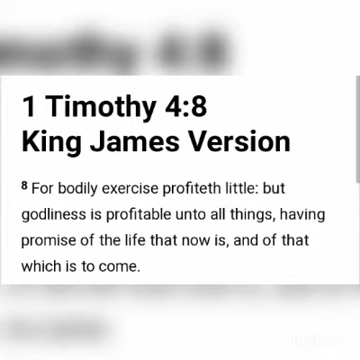 1 Timothy 4:8
King James Version
8 For bodily exercise profiteth little: but
godliness is profitable unto all things, having
promise of the life that now is, and of that
which is to come.